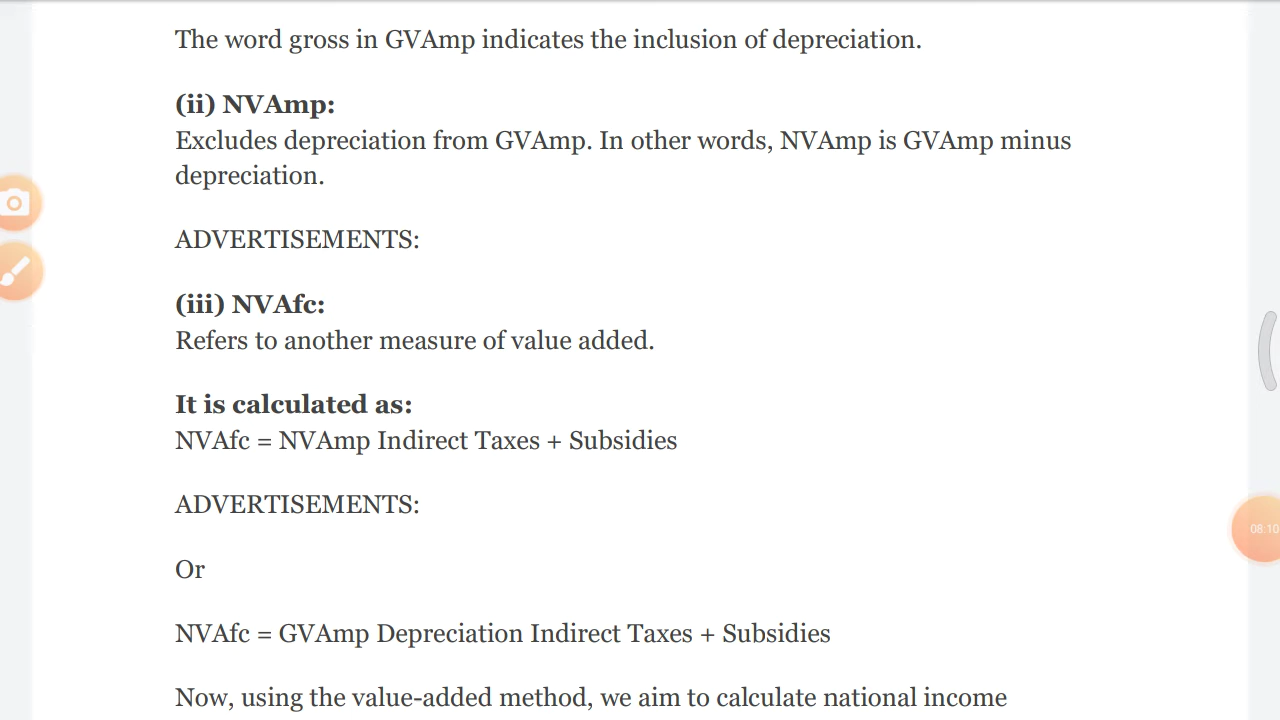 The word gross in GVAmp indicates the inclusion of depreciation.
(ii) NVAmp:
Excludes depreciation from GVAmp. In other words, NVAmp is GVAmp minus
depreciation.
ADVERTISEMENTS:
(iii) NVAfc:
Refers to another measure of value added.
It is calculated as:
NVAfc = NVAmp Indirect Taxes + Subsidies
ADVERTISEMENTS:
08:10
Or
NVAfc = GVAmp Depreciation Indirect Taxes + Subsidies
Now, using the value-added method, we aim to calculate national income